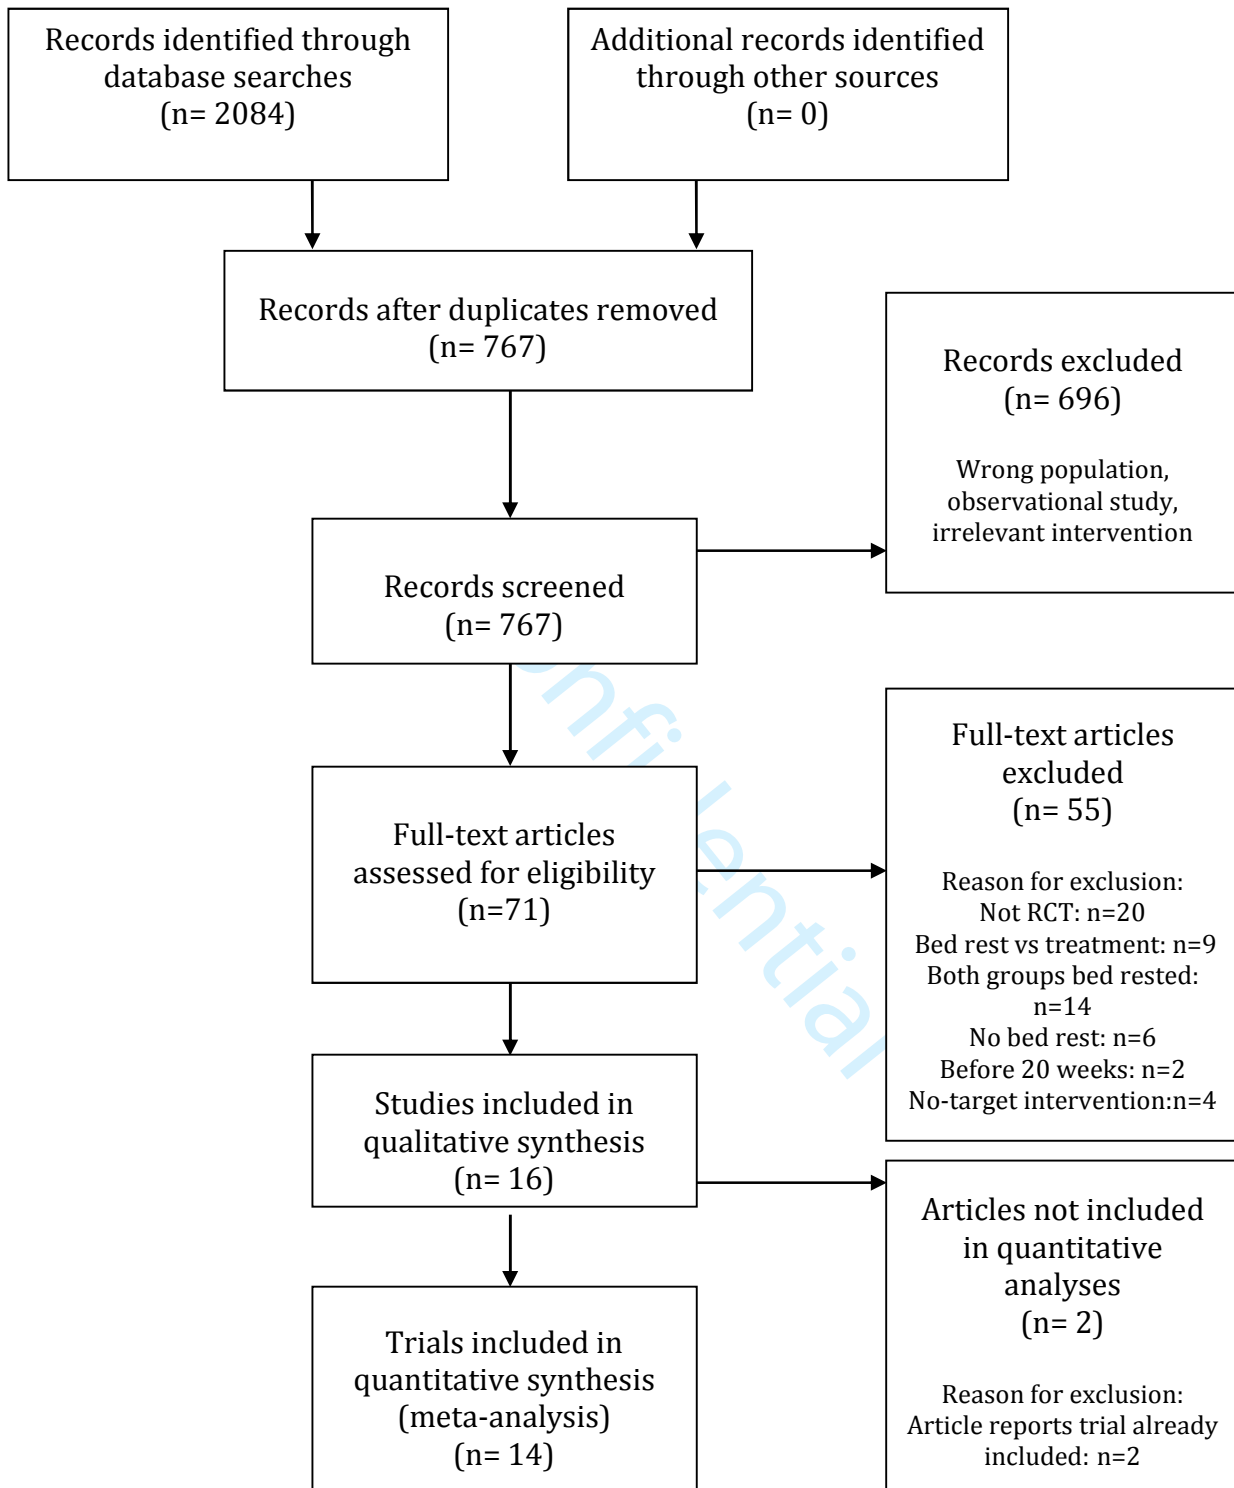 Records identified through
database searches
(n= 2084)
Additional records identified
through other sources
(n= 0)
Records after duplicates removed
(n= 767)
Records excluded
(n= 696)
Wrong population,
observational study,
irrelevant intervention
Records screened
(n= 767)
Full-text articles
assessed for eligibility
(n=71)
Full-text articles
excluded
(n= 55)
Reason for exclusion:
Not RCT: n=20
Bed rest vs treatment: n=9
Both groups bed rested:
n=14
No bed rest: n=6
Before 20 weeks: n=2
No-target intervention:n=4
Studies included in
qualitative synthesis
(n= 16)
Articles not included
in quantitative
analyses
(n= 2)
Reason for exclusion:
Article reports trial already
included: n=2
Trials included in
quantitative synthesis
(meta-analysis)
(n= 14)